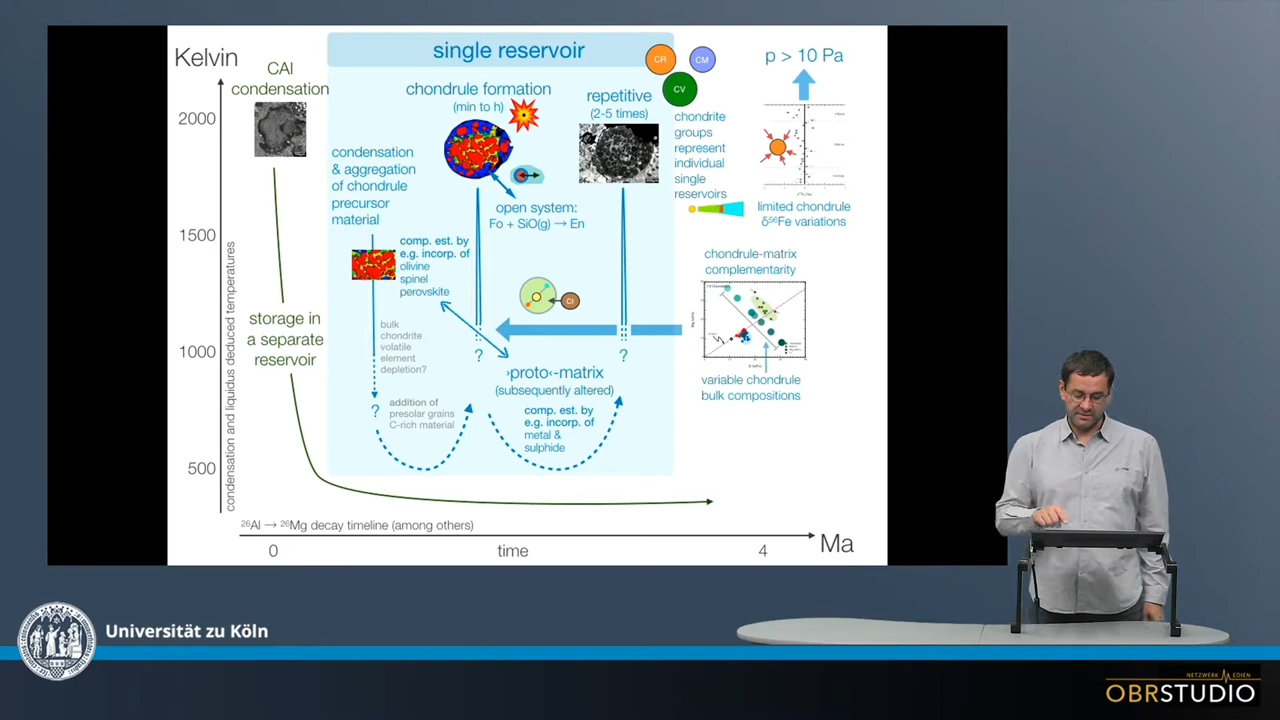 single reservoir
Kelvin
CAI
condensation
2000
1500
1000
500
condensation and liquidus deduced temperatures
chondrule formation
(min to h)
repetitive
(2-5 times)
CR
CM
CV
p > 10 Pa
condensation
& aggregation
of chondrule
precursor
material
chondrite
groups
represent
individual
single
reservoirs
open system:
Fo + SiO(g) → En
limited chondrule
δ⁵⁶Fe variations
comp. est. by
e.g. incorp. of
olivine
spinel
perovskite
CI
chondrule-matrix
complementarity
storage in
a separate
reservoir
bulk
chondrite
volatile
element
depletion?
?
?
?
›proto‹-matrix
(subsequently altered)
variable chondrule
bulk compositions
addition of
presolar grains
C-rich material
comp. est. by
e.g. incorp. of
metal &
sulphide
²⁶Al → ²⁶Mg decay timeline (among others)
0
time
4
Ma
Universität zu Köln
NETZWERK MEDIEN
OBRSTUDIO